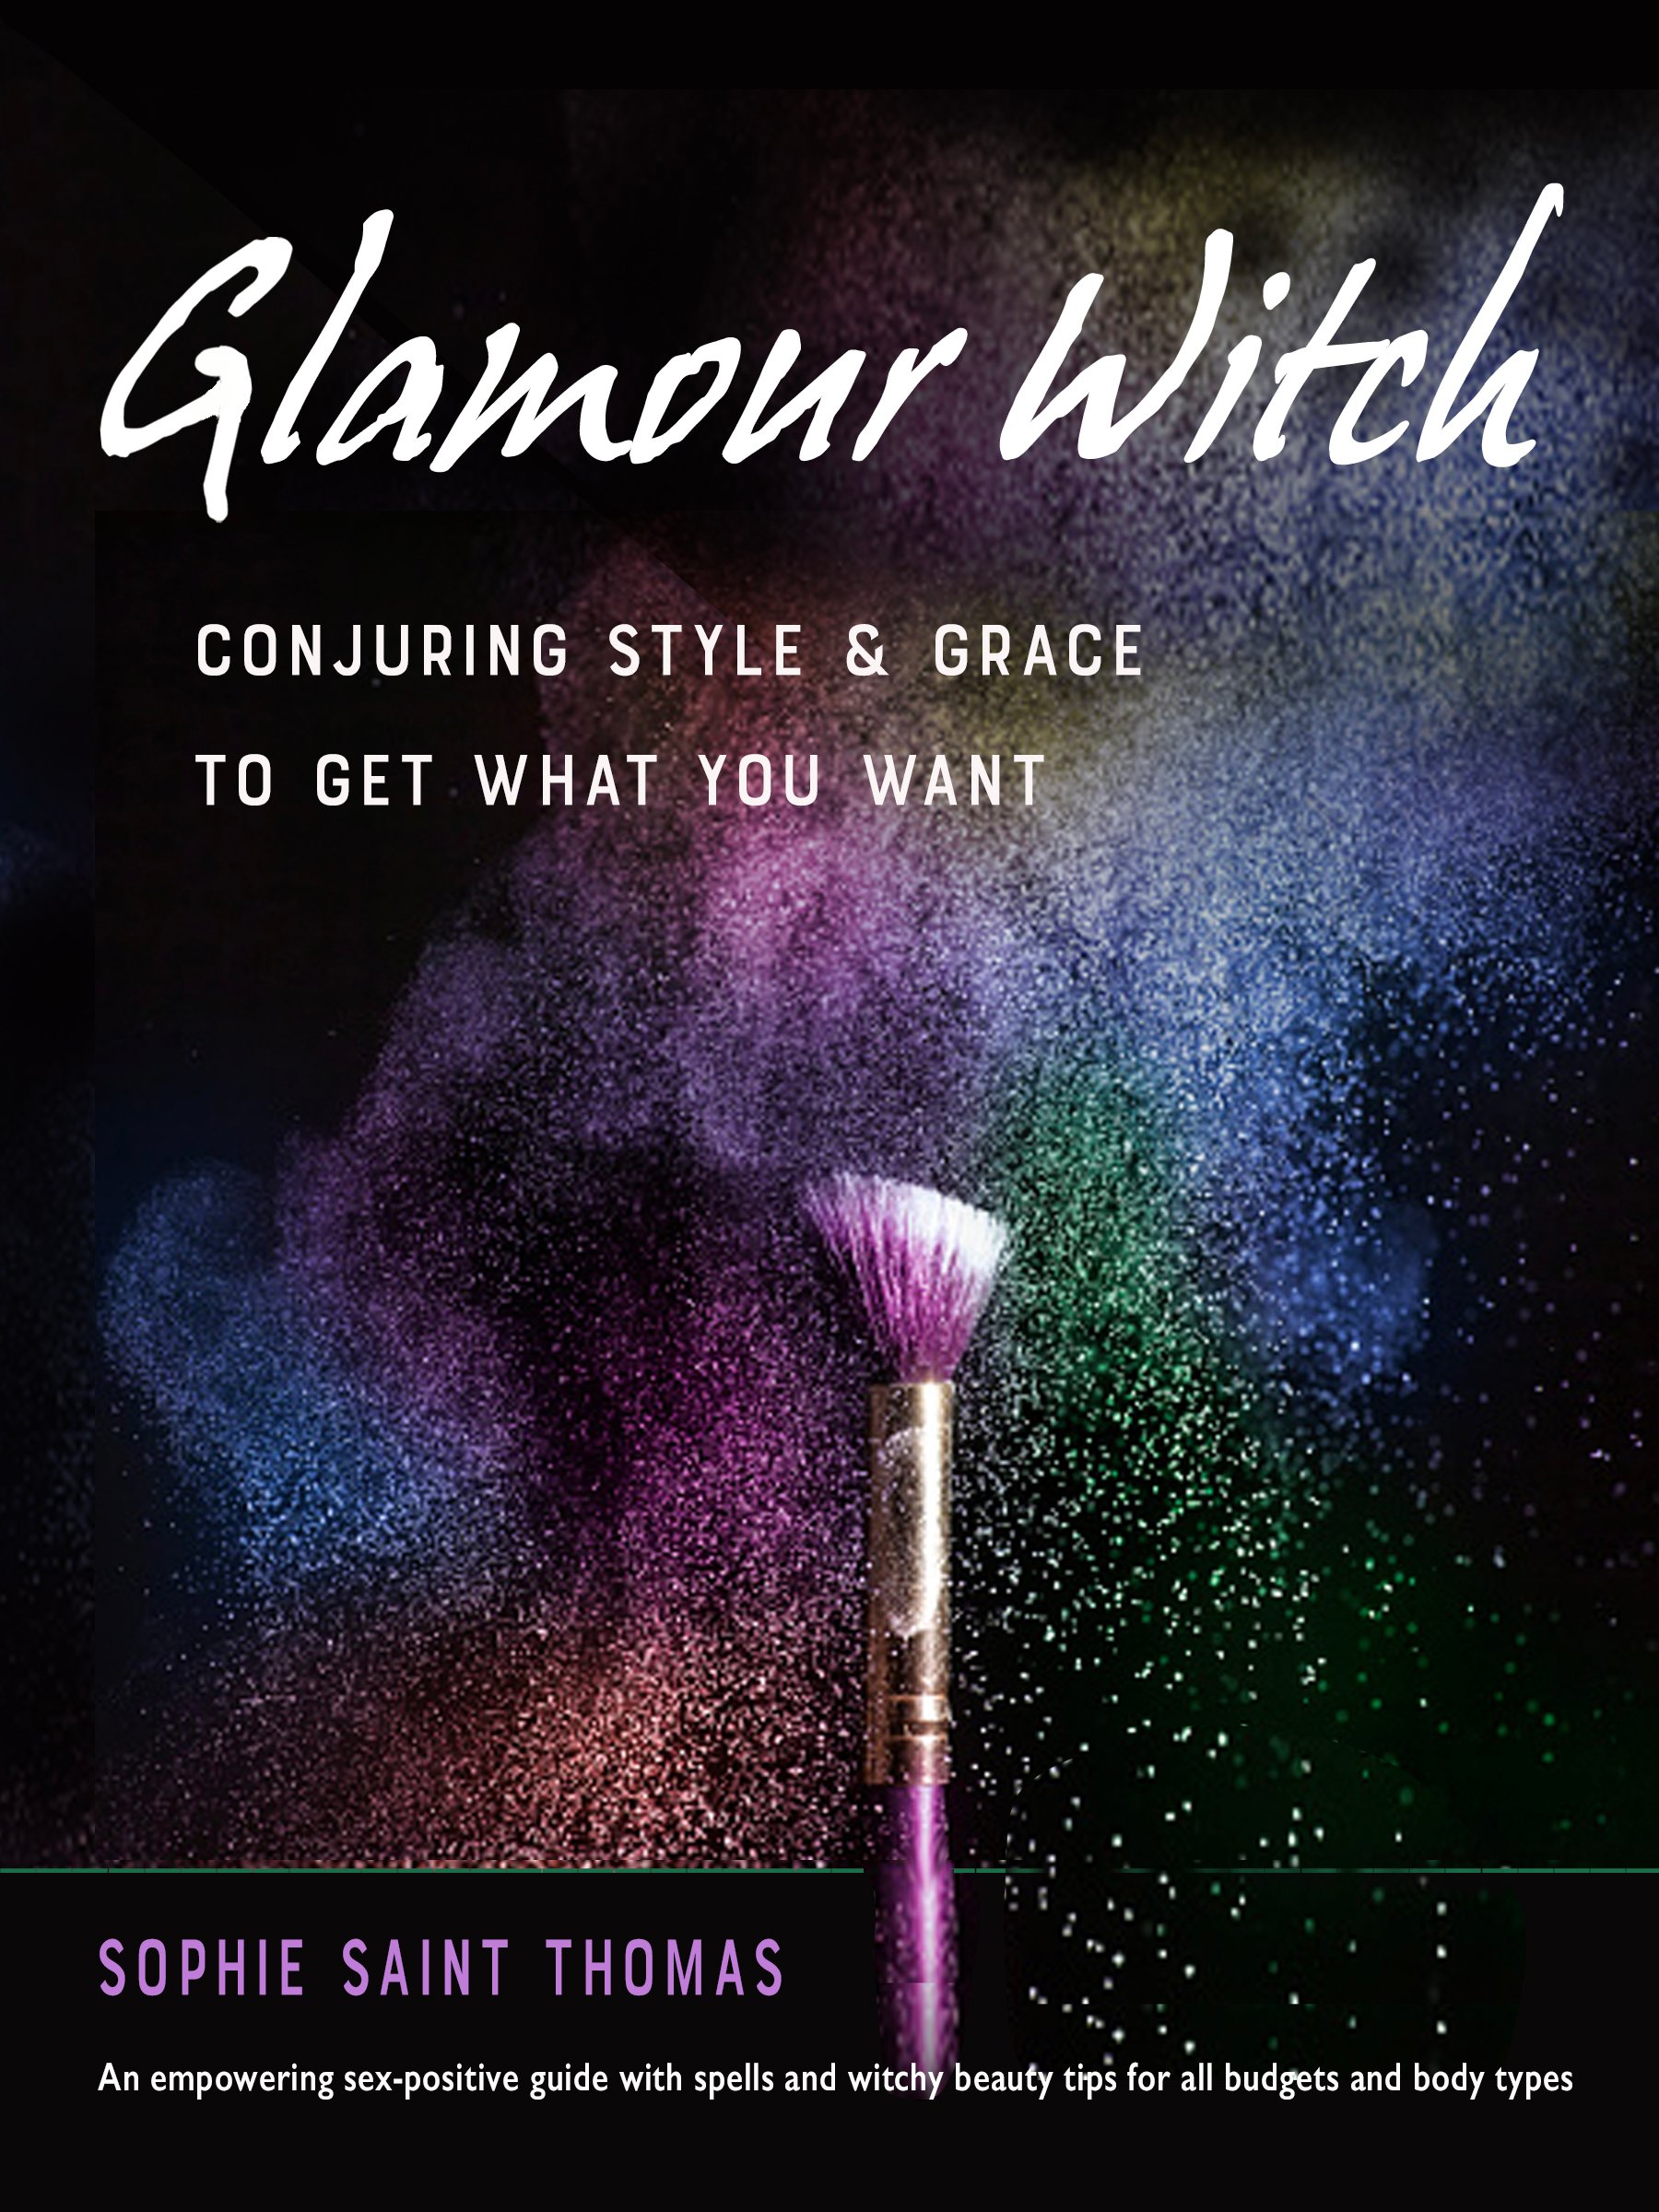 Glamour Witch
CONJURING STYLE & GRACE
TO GET WHAT YOU WANT
SOPHIE SAINT THOMAS
An empowering sex-positive guide with spells and witchy beauty tips for all budgets and body types